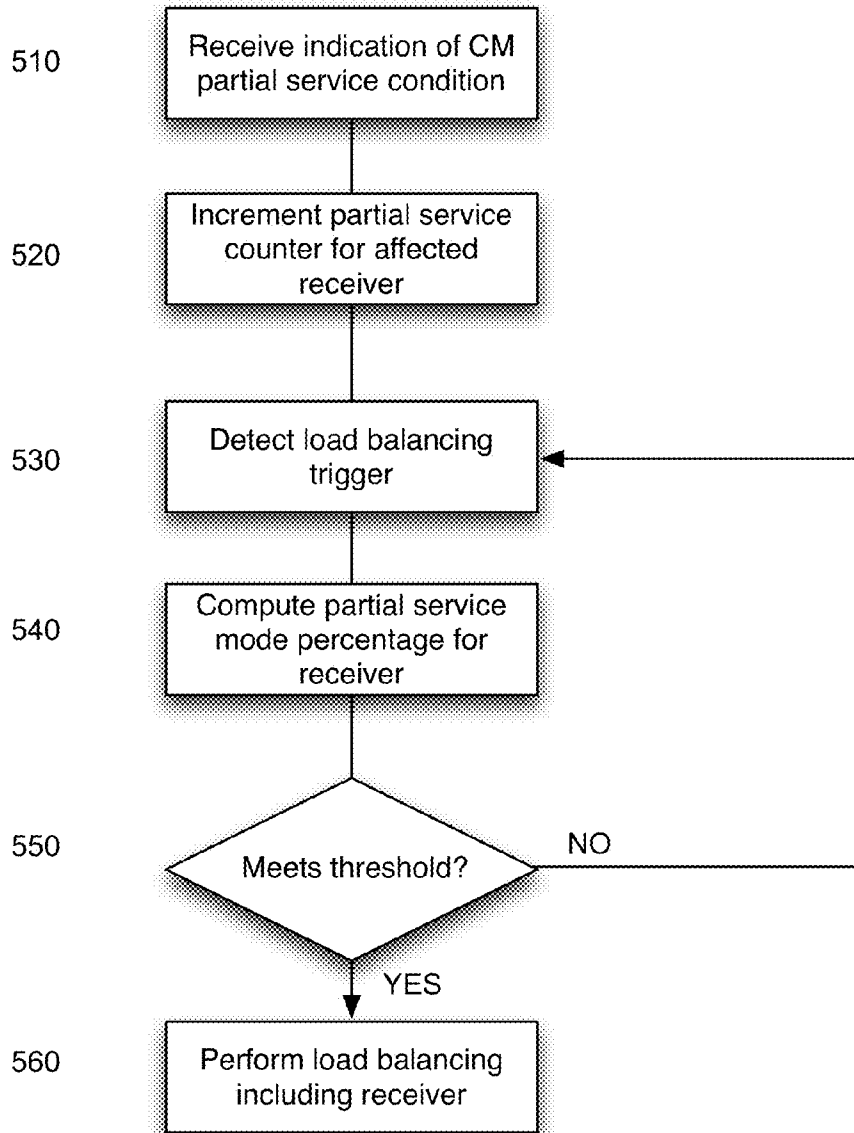 510
Receive indication of CM
partial service condition
520
Increment partial service
counter for affected
receiver
530
Detect load balancing
trigger
540
Compute partial service
mode percentage for
receiver
550
Meets threshold?
NO
YES
560
Perform load balancing
including receiver